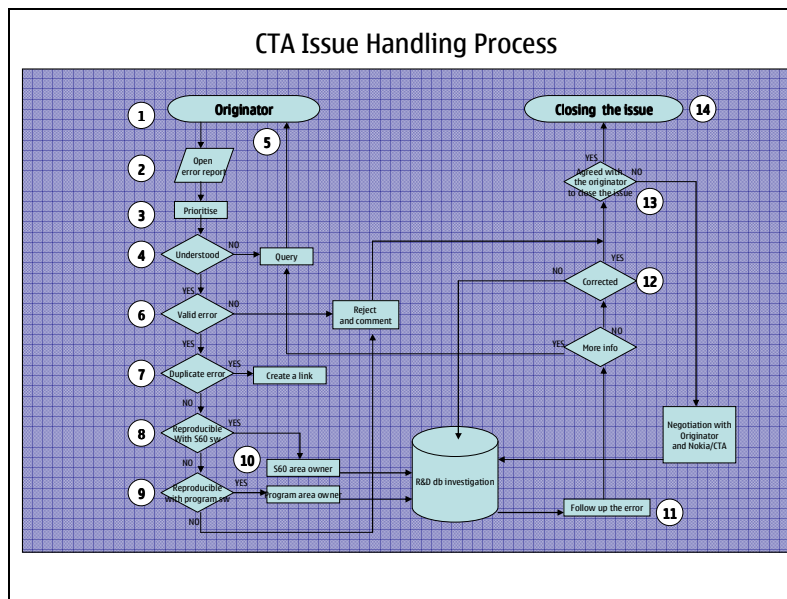 CTA Issue Handling Process
1
Originator
Closing the issue
14
5
2
Open
error report
YES
Agreed with
the originator
to close the issue
NO
13
3
Prioritise
4
Understood
NO
Query
YES
NO
YES
Corrected
12
6
Valid error
NO
Reject
and comment
YES
YES
NO
More info
7
Duplicate error
YES
Create a link
NO
8
Reproducible
With S60 sw
YES
10
S60 area owner
NO
R&D db investigation
Negotiation with
Originator
and Nokia/CTA
9
Reproducible
with program sw
YES
Program area owner
NO
Follow up the error
11